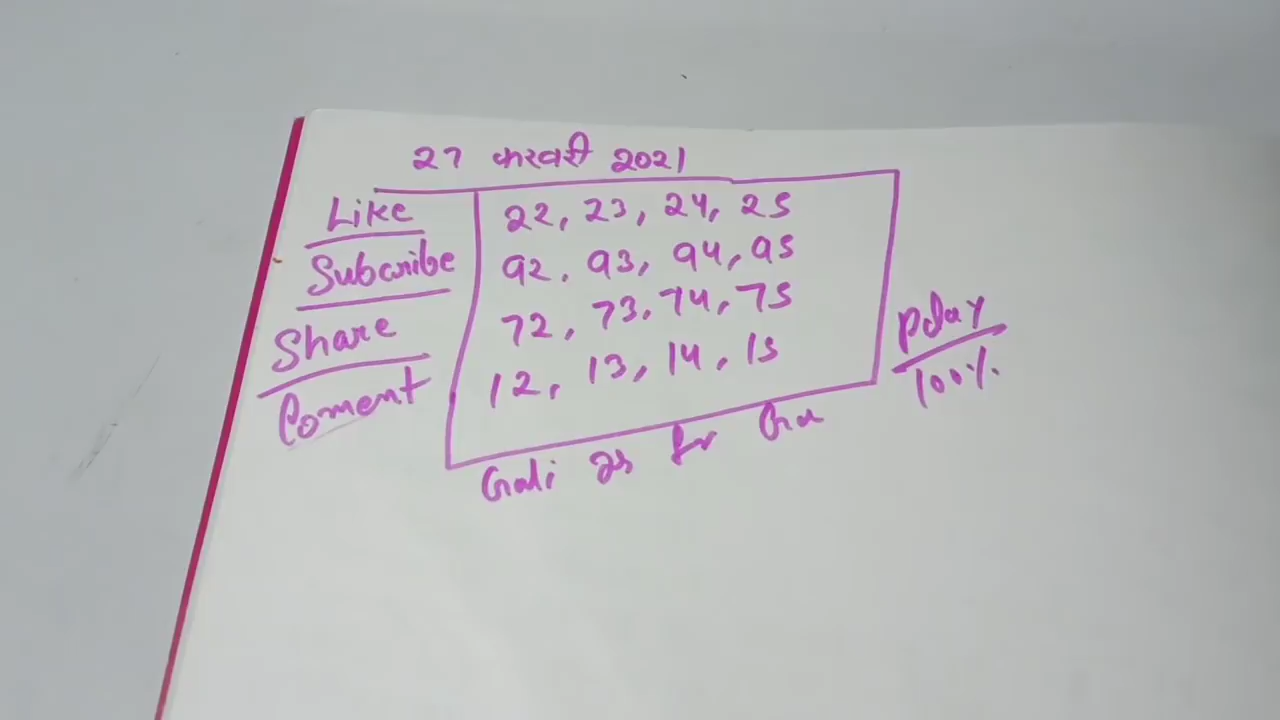 27 फरवरी 2021
Like
Subcribe
Share
Coment
22, 23, 24, 25
92, 93, 94, 95
72, 73, 74, 75
12, 13, 14, 15
Pday
100%
Gali